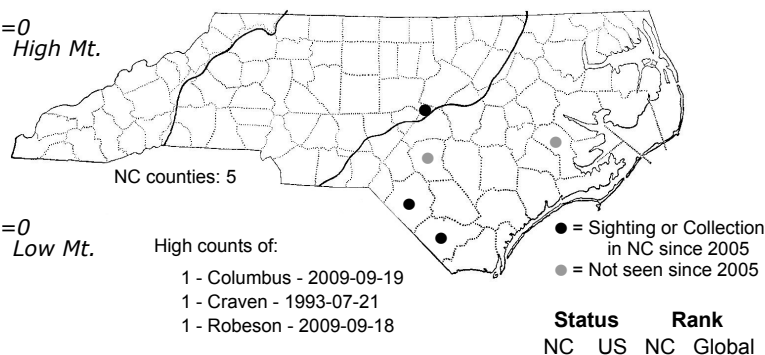 =0
High Mt.
NC counties: 5
=0
Low Mt.
High counts of:
1 - Columbus - 2009-09-19
1 - Craven - 1993-07-21
1 - Robeson - 2009-09-18
● = Sighting or Collection
in NC since 2005
● = Not seen since 2005
Status Rank
NC US NC Global